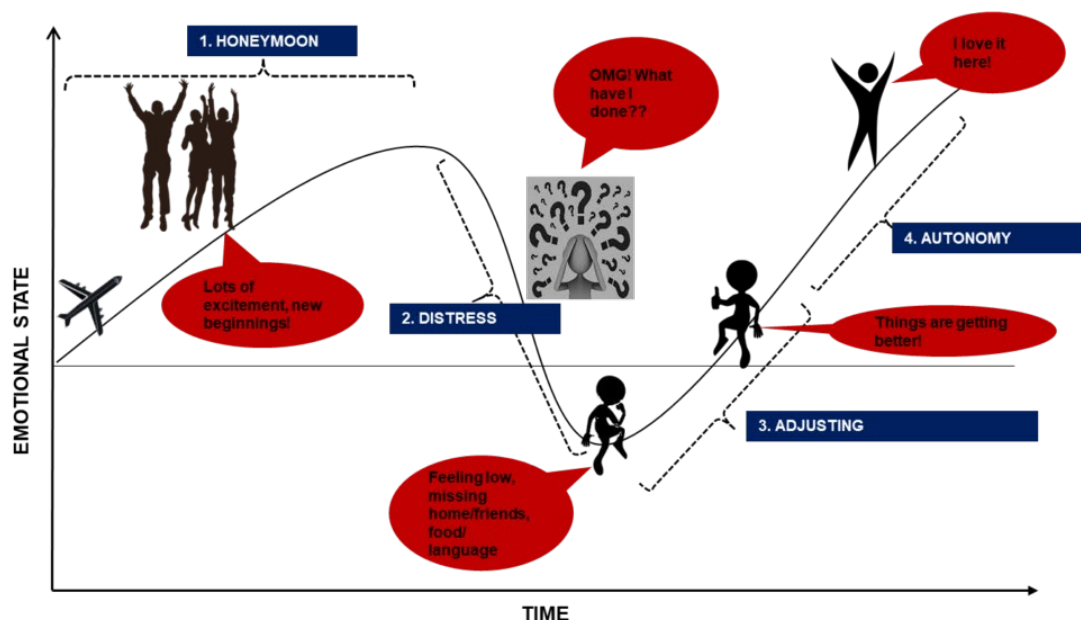 1. HONEYMOON
I love it
here!
OMG! What
have I
done??
Lots of
excitement, new
beginnings!
2. DISTRESS
4. AUTONOMY
Things are getting
better!
3. ADJUSTING
Feeling low,
missing
home/friends,
food/
language
EMOTIONAL STATE
TIME